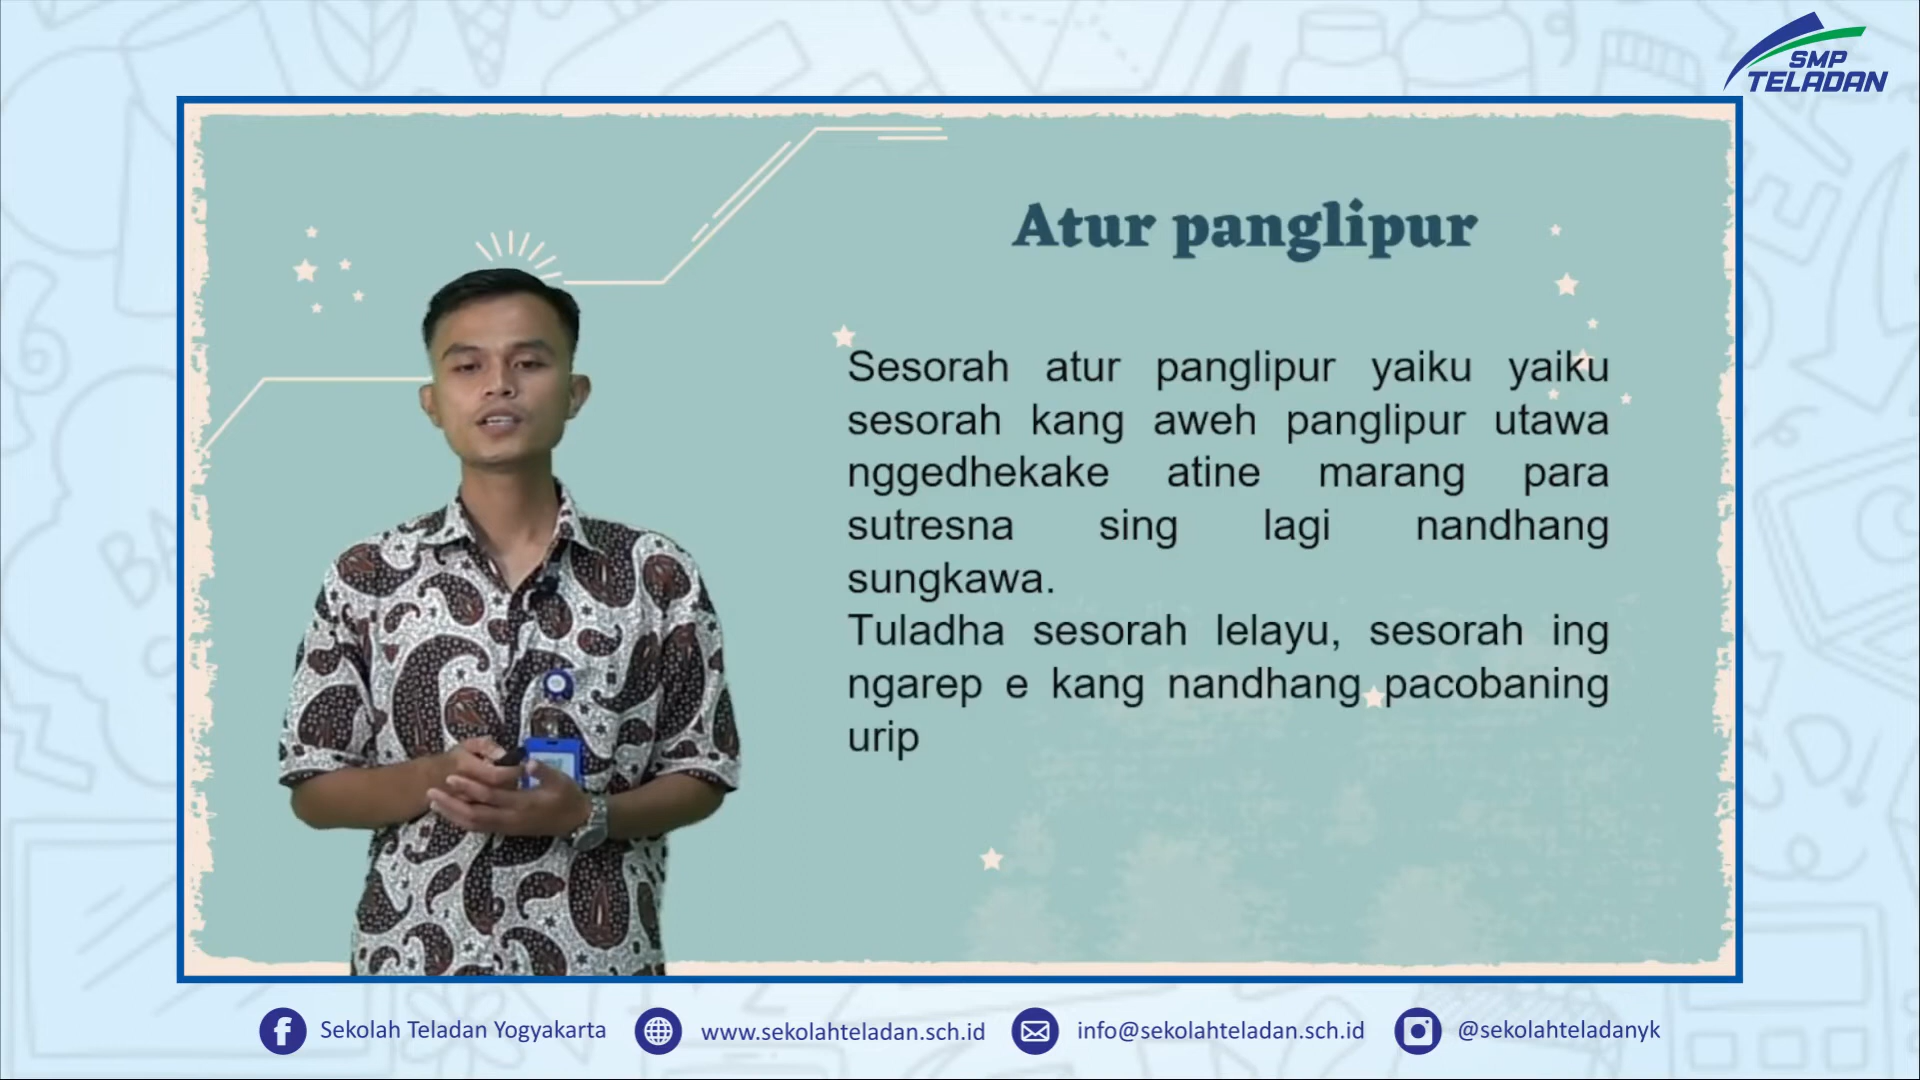 SMP
TELADAN
Atur panglipur
Sesorah atur panglipur yaiku yaiku
sesorah kang aweh panglipur utawa
nggedhekake atine marang para
sutresna sing lagi nandhang
sungkawa.
Tuladha sesorah lelayu, sesorah ing
ngarep e kang nandhang pacobaning
urip
Sekolah Teladan Yogyakarta
www.sekolahteladan.sch.id
info@sekolahteladan.sch.id
@sekolahteladanyk